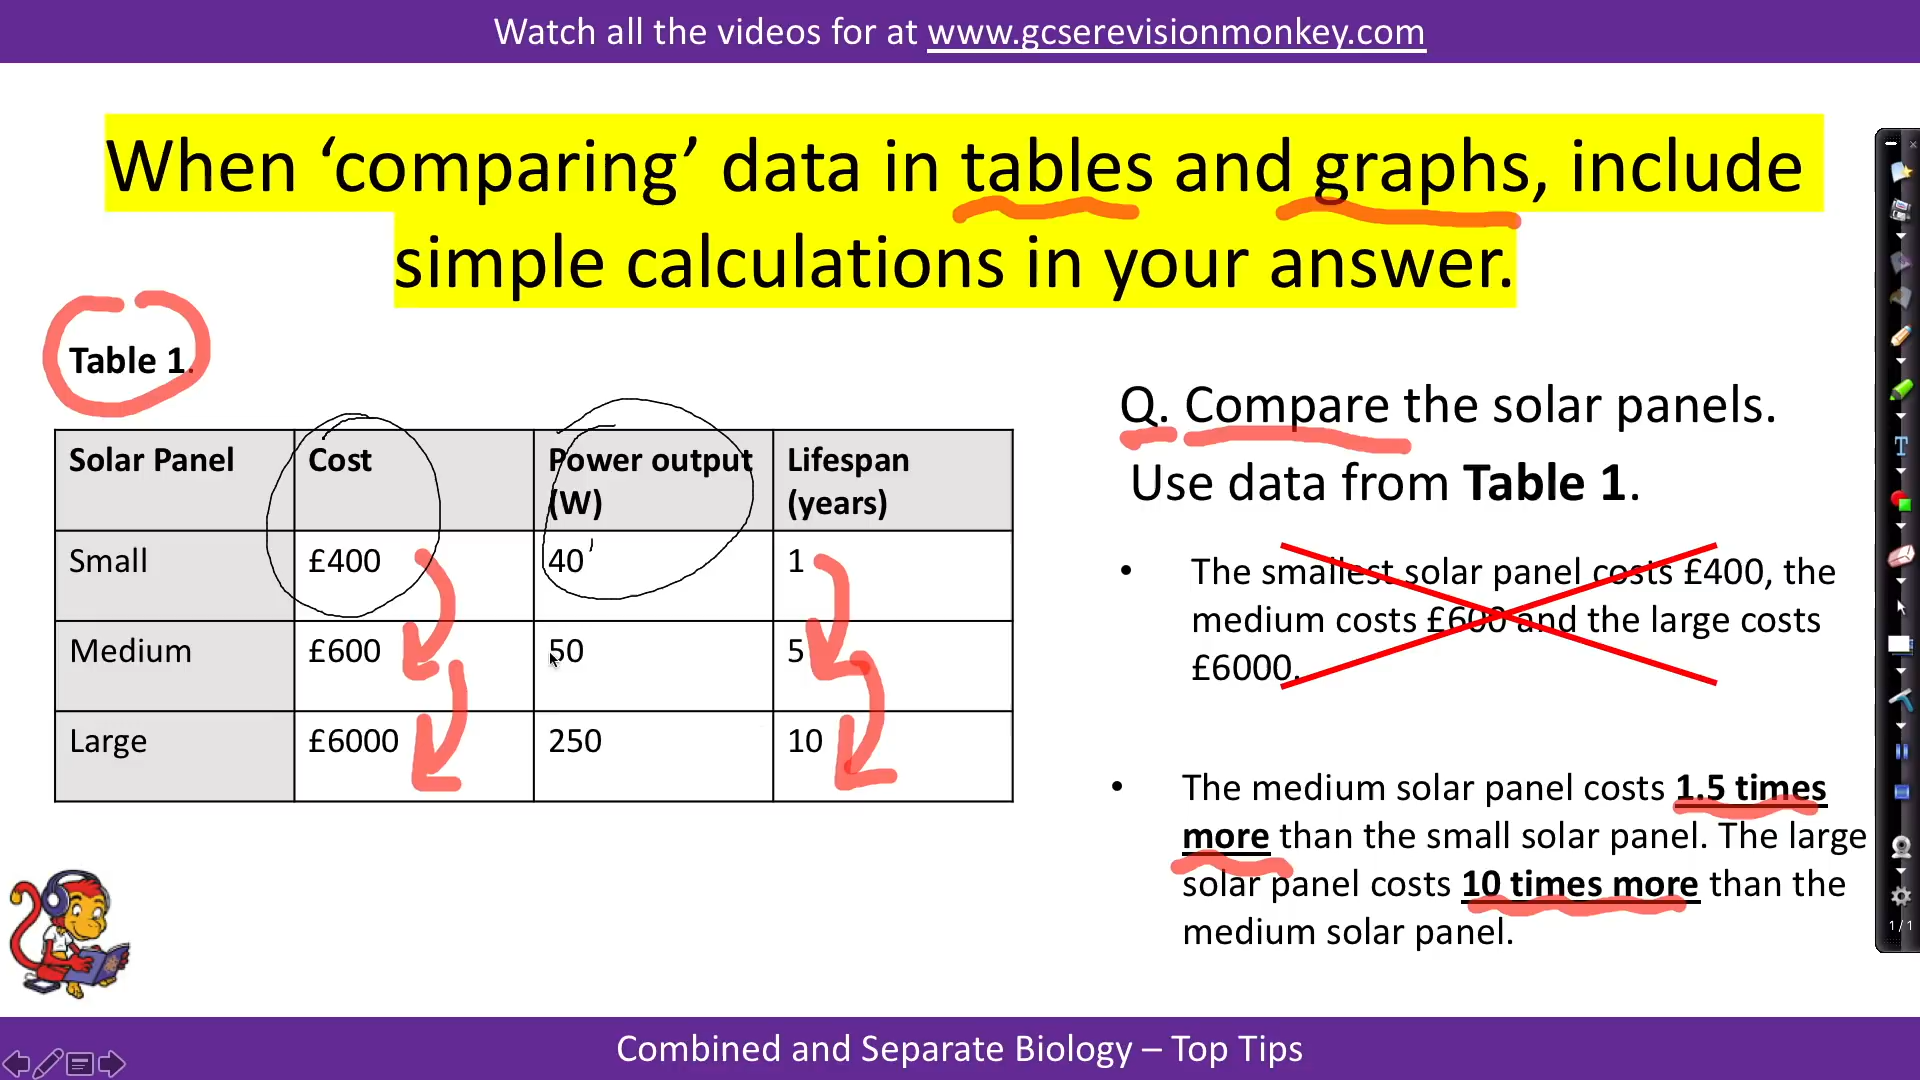 Watch all the videos for at www.gcserevisionmonkey.com
When ‘comparing’ data in tables and graphs, include
simple calculations in your answer.
Table 1.
Solar Panel Cost Power output (W) Lifespan (years)
Small £400 40 1
Medium £600 50 5
Large £6000 250 10
Q. Compare the solar panels.
Use data from Table 1.
• The smallest solar panel costs £400, the
medium costs £600 and the large costs
£6000.
• The medium solar panel costs 1.5 times
more than the small solar panel. The large
solar panel costs 10 times more than the
medium solar panel.
1/1
Combined and Separate Biology – Top Tips